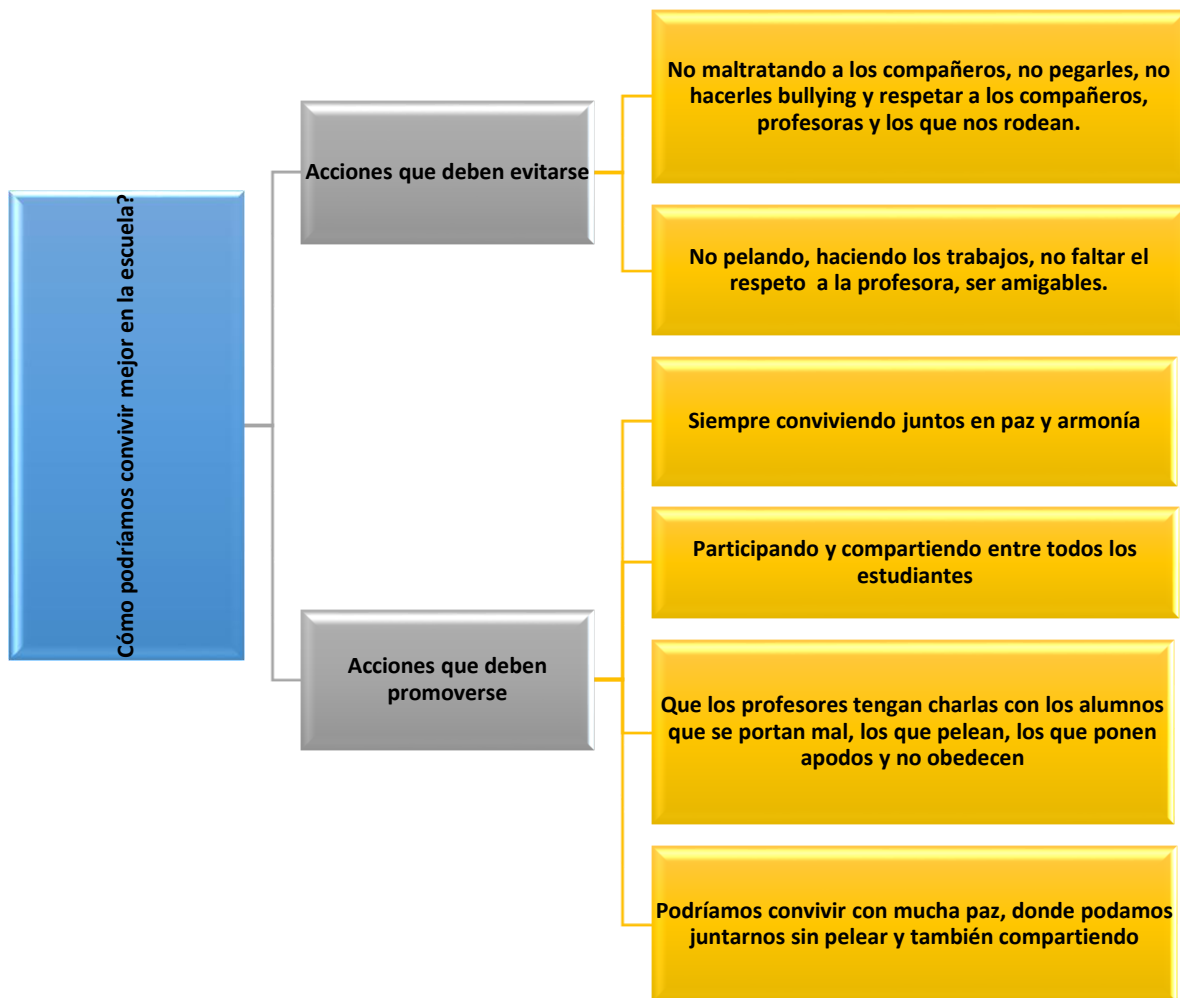 Cómo podríamos convivir mejor en la escuela?
Acciones que deben evitarse
No maltratando a los compañeros, no pegarles, no
hacerles bullying y respetar a los compañeros,
profesoras y los que nos rodean.
No pelando, haciendo los trabajos, no faltar el
respeto a la profesora, ser amigables.
Acciones que deben
promoverse
Siempre conviviendo juntos en paz y armonía
Participando y compartiendo entre todos los
estudiantes
Que los profesores tengan charlas con los alumnos
que se portan mal, los que pelean, los que ponen
apodos y no obedecen
Podríamos convivir con mucha paz, donde podamos
juntarnos sin pelear y también compartiendo